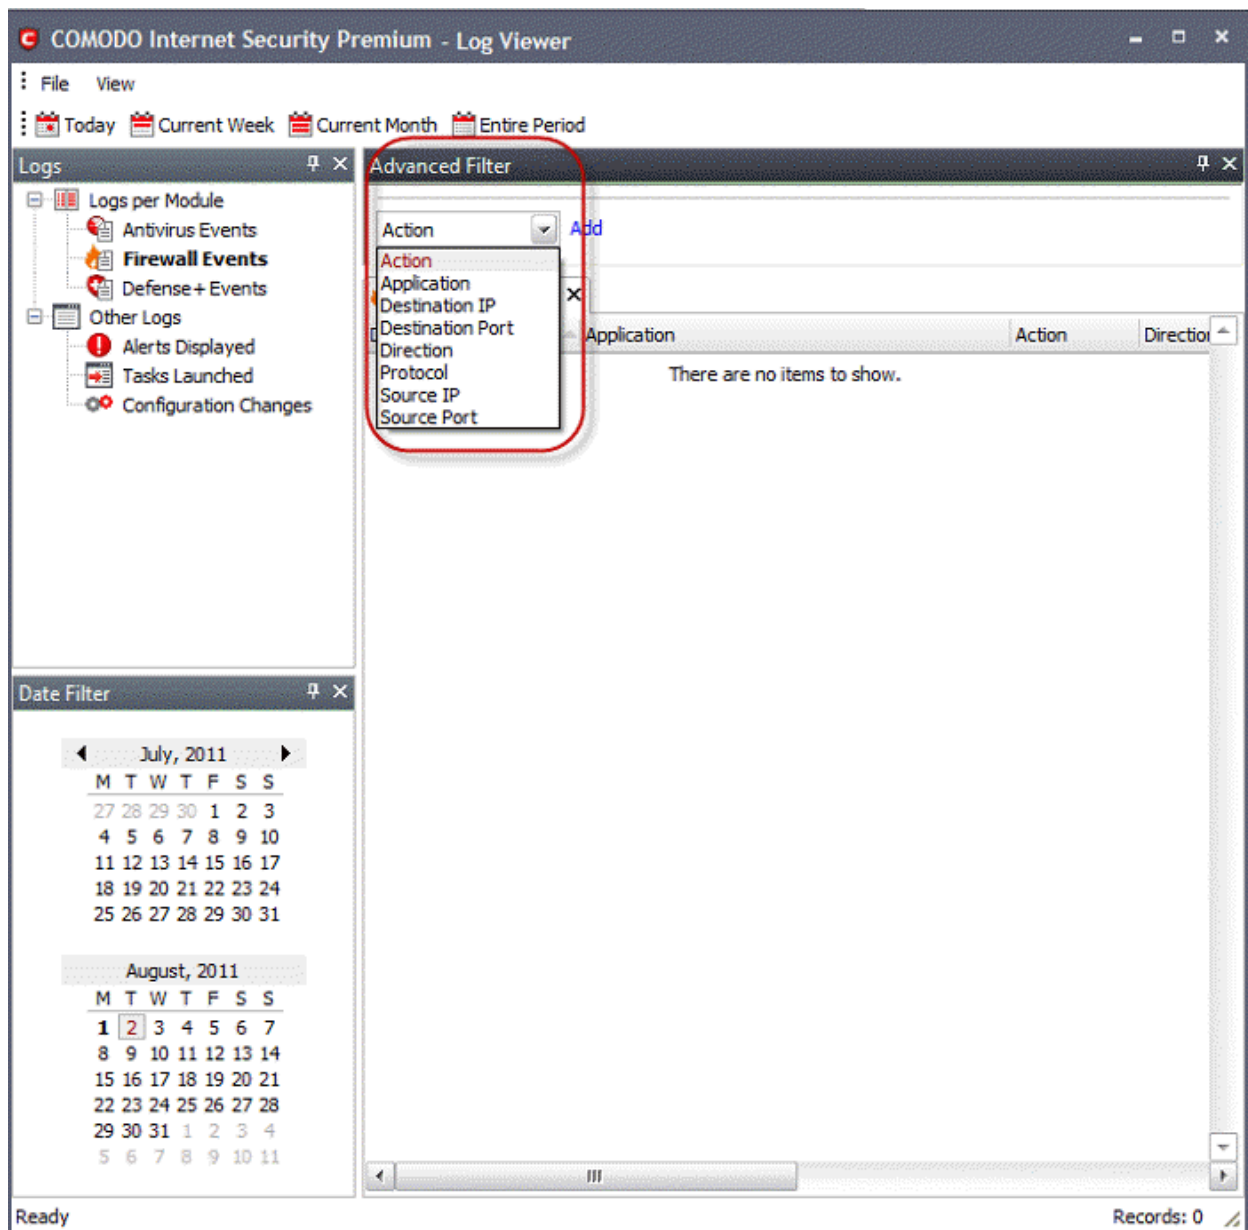 COMODO Internet Security Premium - Log Viewer
File View
Today Current Week Current Month Entire Period
Logs
Logs per Module
Antivirus Events
Firewall Events
Defense+ Events
Other Logs
Alerts Displayed
Tasks Launched
Configuration Changes
Advanced Filter
Action Add
Action
Application
Destination IP
Destination Port
Direction
Protocol
Source IP
Source Port
Application Action Direction
There are no items to show.
Date Filter
July, 2011
M T W T F S S
27 28 29 30 1 2 3
4 5 6 7 8 9 10
11 12 13 14 15 16 17
18 19 20 21 22 23 24
25 26 27 28 29 30 31
August, 2011
M T W T F S S
1 2 3 4 5 6 7
8 9 10 11 12 13 14
15 16 17 18 19 20 21
22 23 24 25 26 27 28
29 30 31 1 2 3 4
5 6 7 8 9 10 11
Ready Records: 0